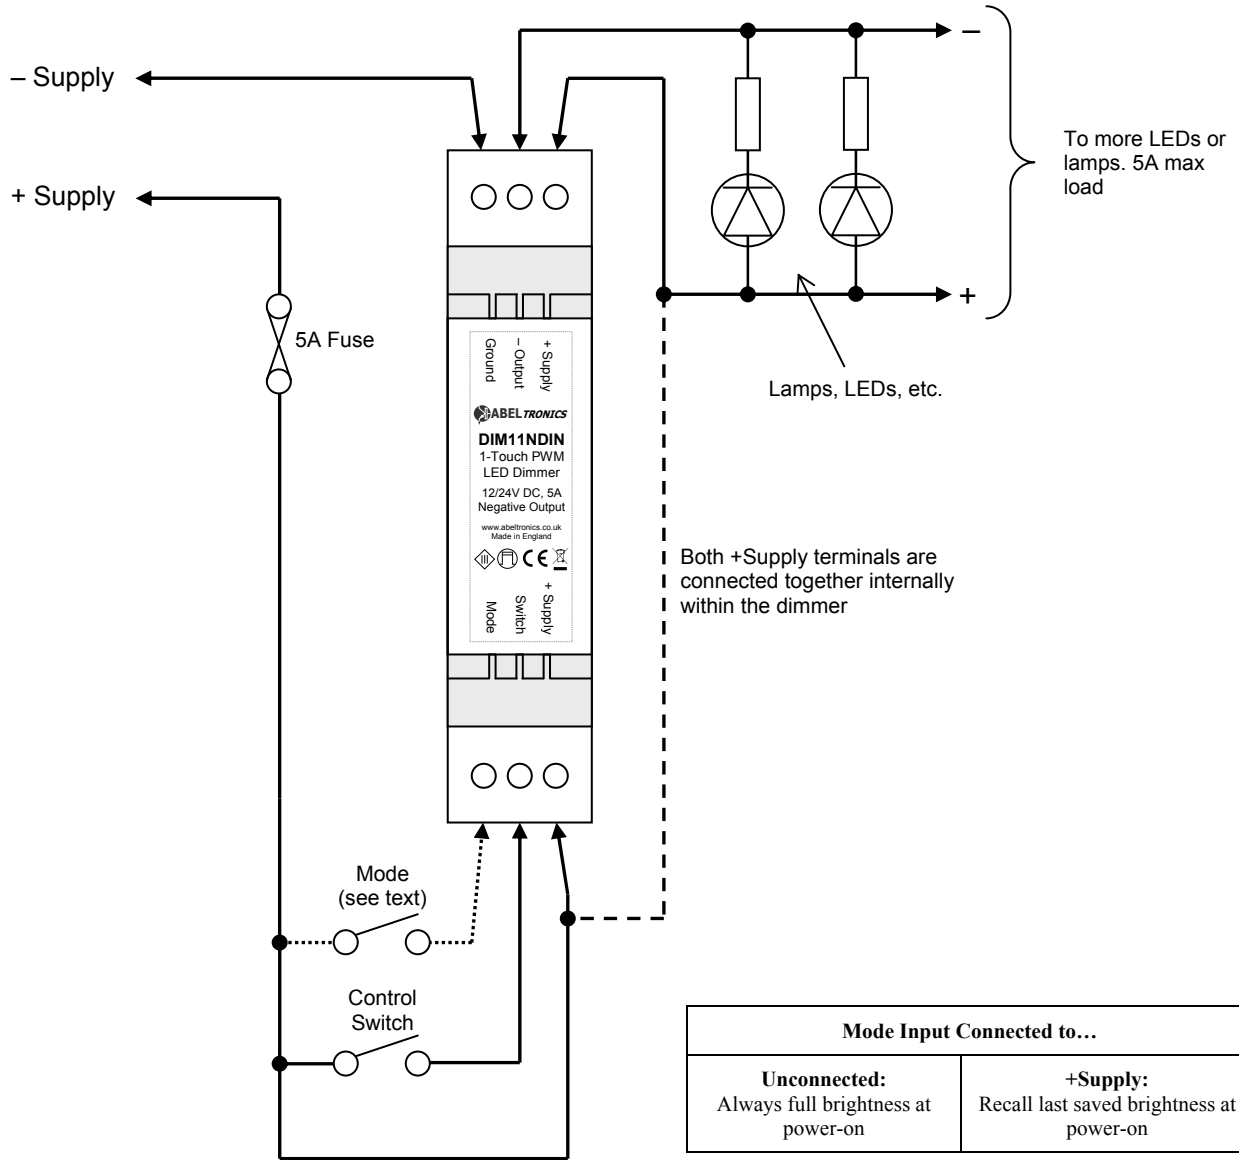 – Supply
+ Supply
5A Fuse
–
+
To more LEDs or
lamps. 5A max
load
Lamps, LEDs, etc.
Ground
– Output
+ Supply
ABELTRONICS
DIM11NDIN
1-Touch PWM
LED Dimmer
12/24V DC, 5A
Negative Output
www.abeltronics.co.uk
Made in England
III
CE
Mode
Switch
+ Supply
Both +Supply terminals are
connected together internally
within the dimmer
Mode
(see text)
Control
Switch
Mode Input Connected to…
Unconnected:
Always full brightness at
power-on
+Supply:
Recall last saved brightness at
power-on